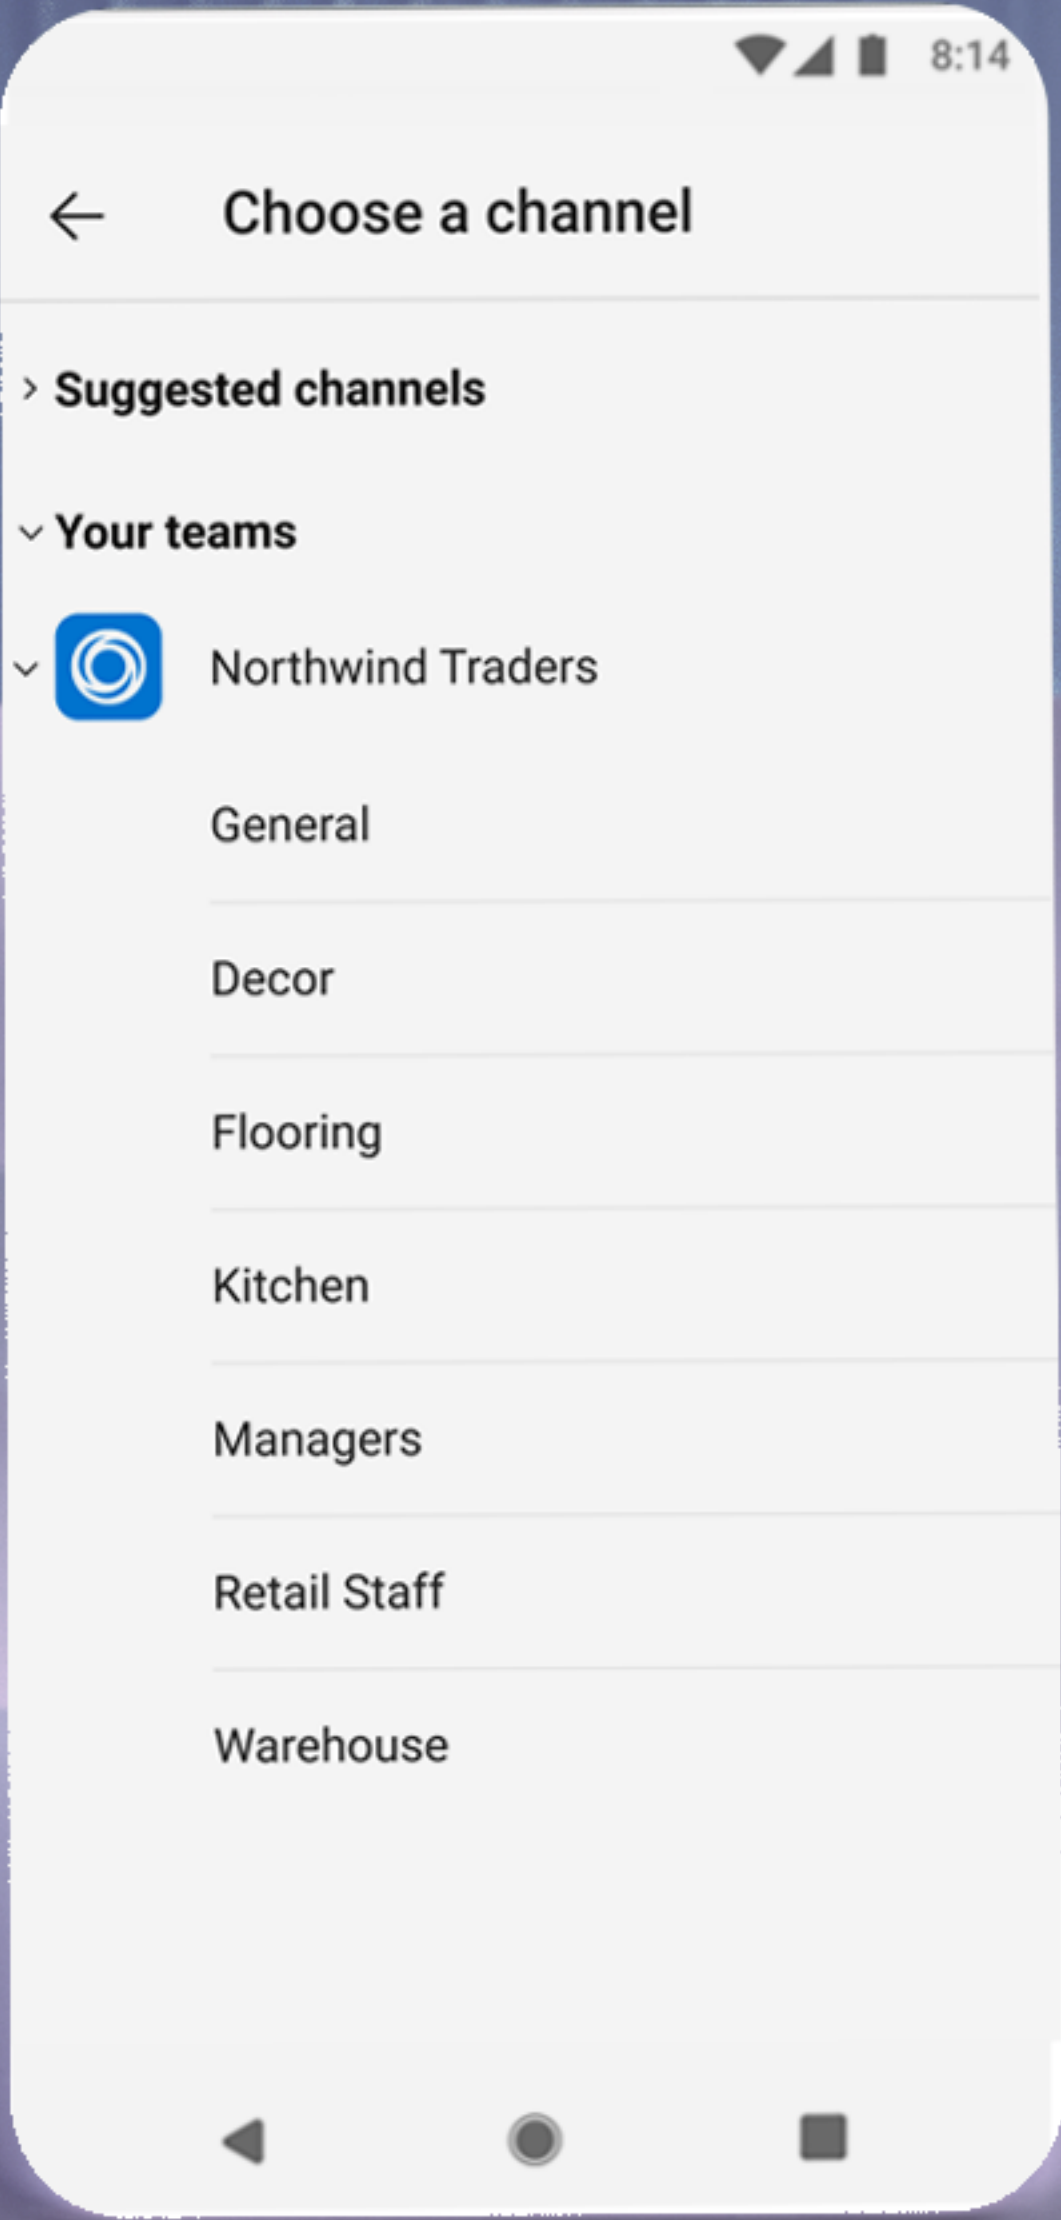 8:14
Choose a channel
Suggested channels
Your teams
Northwind Traders
General
Decor
Flooring
Kitchen
Managers
Retail Staff
Warehouse